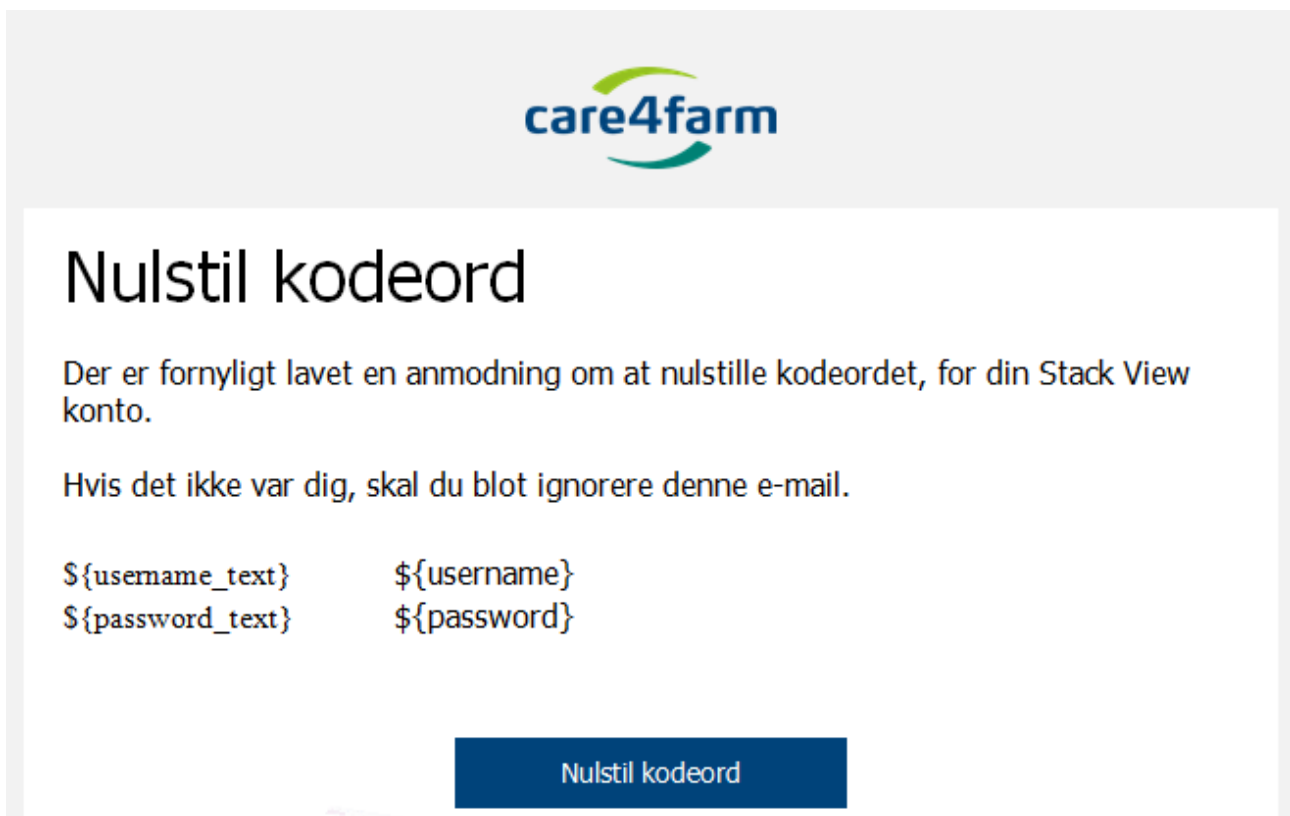 care4farm
Nulstil kodeord
Der er fornyligt lavet en anmodning om at nulstille kodeordet, for din Stack View
konto.
Hvis det ikke var dig, skal du blot ignorere denne e-mail.
${username_text} ${username}
${password_text} ${password}
Nulstil kodeord